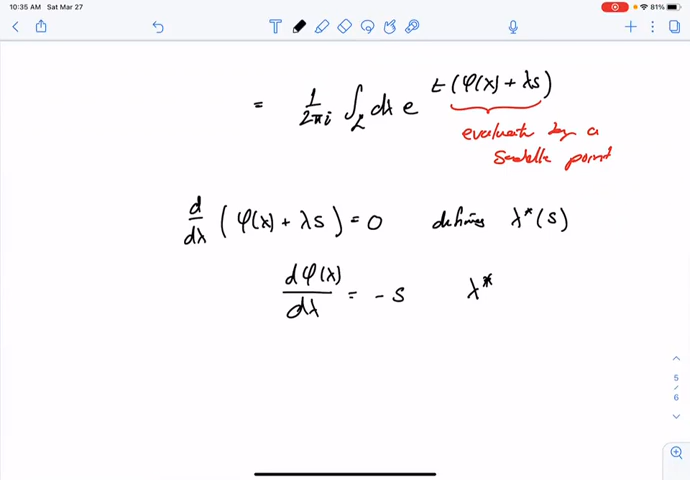 10:35 AM Sat Mar 27
81%
= 1/2πi ∫_L dλ e^{t(φ(λ) + λs)}
evaluate by a
saddle point
d/dλ (φ(λ) + λs) = 0 defines λ*(s)
dφ(λ)/dλ = -s λ*
5
/
6